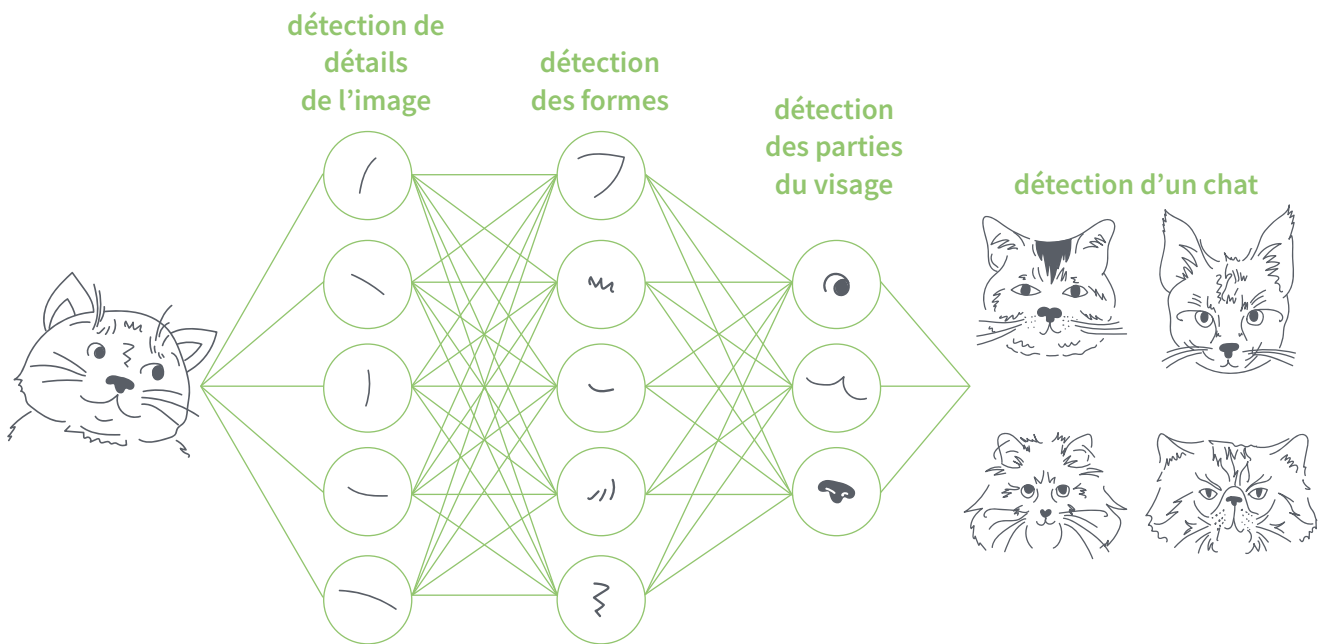 détection de
détails
de l’image
détection
des formes
détection
des parties
du visage
détection d’un chat